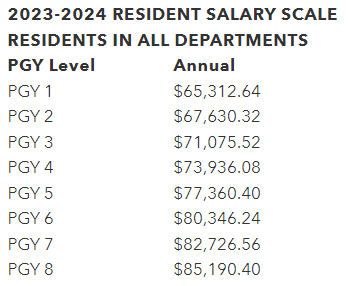 2023-2024 RESIDENT SALARY SCALE
RESIDENTS IN ALL DEPARTMENTS
PGY Level Annual
PGY 1 $65,312.64
PGY 2 $67,630.32
PGY 3 $71,075.52
PGY 4 $73,936.08
PGY 5 $77,360.40
PGY 6 $80,346.24
PGY 7 $82,726.56
PGY 8 $85,190.40